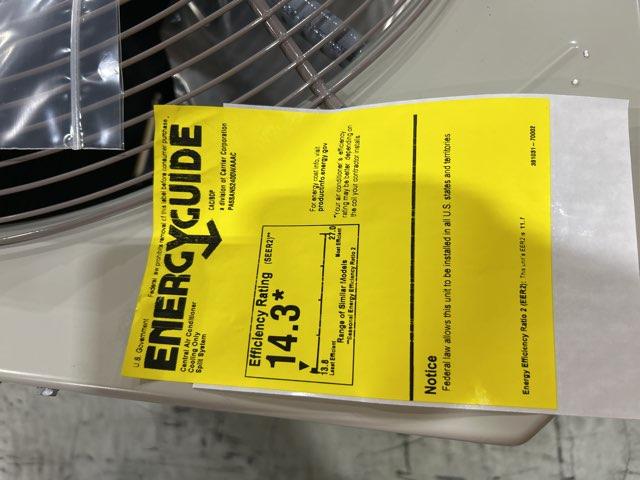 U.S. Government
Federal law prohibits removal of this label before consumer purchase.
ENERGYGUIDE
Central Air Conditioner
Cooling Only
Split System
CAC/BDP
a division of Carrier Corporation
Efficiency Rating (SEER2)**
14.3*
13.8
Least Efficient
27.0
Most Efficient
Range of Similar Models
**Seasonal Energy Efficiency Ratio 2
For energy cost info, visit
productinfo.energy.gov
*Your air conditioner's efficiency
rating may be better depending on
the coil your contractor installs.
Notice
Federal law allows this unit to be installed in all U.S. states and territories
Energy Efficiency Ratio 2 (EER2): This unit's EER2 is 11.7